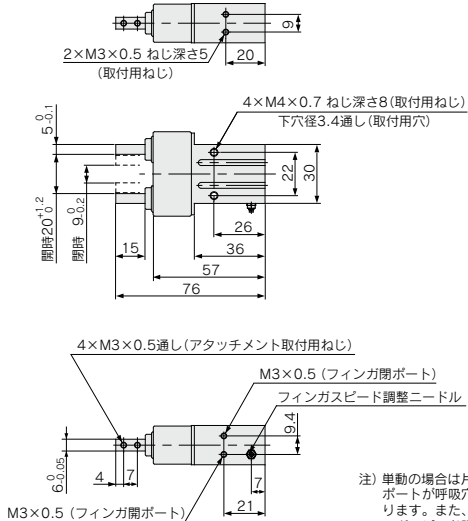 9
2×M3×0.5 ねじ深さ5
(取付用ねじ)
20
4×M4×0.7 ねじ深さ8(取付用ねじ)
下穴径3.4通し(取付用穴)
5 0 -0.1
開時20 +1.2 0
閉時 9 0 -0.2
22
30
26
15
36
57
76
4×M3×0.5通し(アタッチメント取付用ねじ)
M3×0.5 (フィンガ閉ポート)
フィンガスピード調整ニードル
9.4
6 0 -0.05
4
7
7
21
M3×0.5 (フィンガ開ポート)
注) 単動の場合は片
ポートが呼吸穴
ります。また、